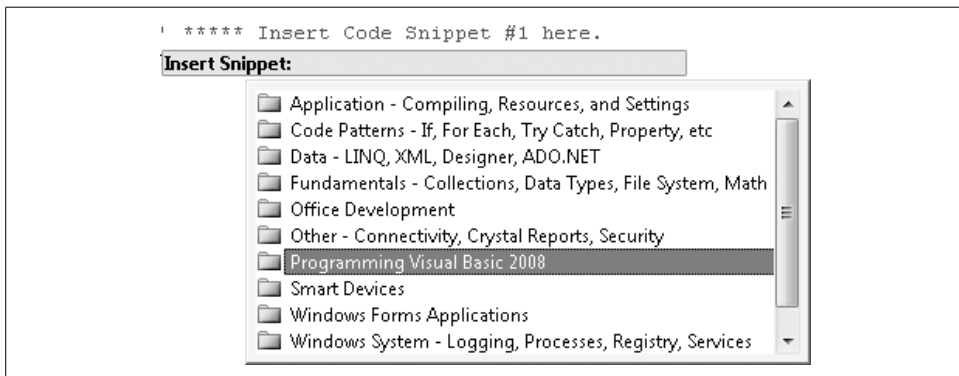 ' ***** Insert Code Snippet #1 here.
Insert Snippet:
Application - Compiling, Resources, and Settings
Code Patterns - If, For Each, Try Catch, Property, etc
Data - LINQ, XML, Designer, ADO.NET
Fundamentals - Collections, Data Types, File System, Math
Office Development
Other - Connectivity, Crystal Reports, Security
Programming Visual Basic 2008
Smart Devices
Windows Forms Applications
Windows System - Logging, Processes, Registry, Services